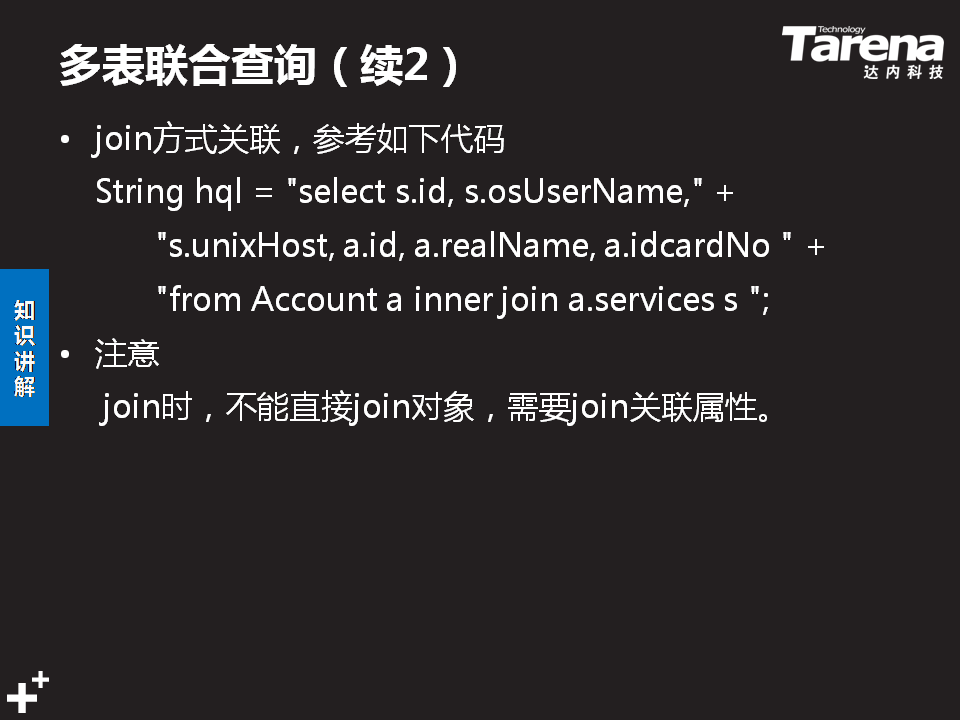 多表联合查询（续2）
Technology
Tarena
达内科技
• join方式关联，参考如下代码
String hql = "select s.id, s.osUserName," +
"s.unixHost, a.id, a.realName, a.idcardNo " +
"from Account a inner join a.services s ";
知识讲解
• 注意
join时，不能直接join对象，需要join关联属性。